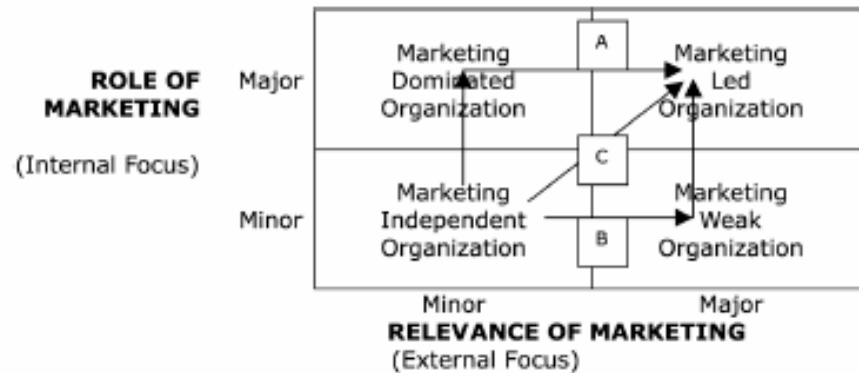 ROLE OF
MARKETING
(Internal Focus)
Major
Minor
Marketing
Dominated
Organization
A
Marketing
Led
Organization
C
Marketing
Independent
Organization
B
Marketing
Weak
Organization
Minor
Major
RELEVANCE OF MARKETING
(External Focus)